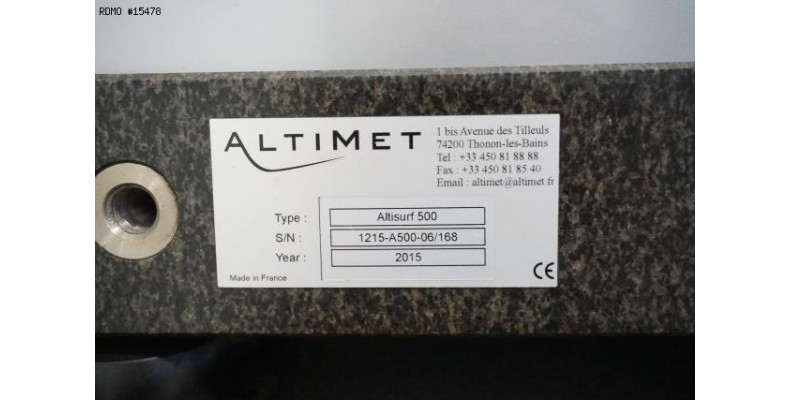 RDMO #15478
ALTIMET
1 bis Avenue des Tilleuls
74200 Thonon-les-Bains
Tel : +33 450 81 88 88
Fax : +33 450 81 85 40
Email : altimet@altimet.fr
Type : Altisurf 500
S/N : 1215-A500-06/168
Year : 2015
Made in France CE